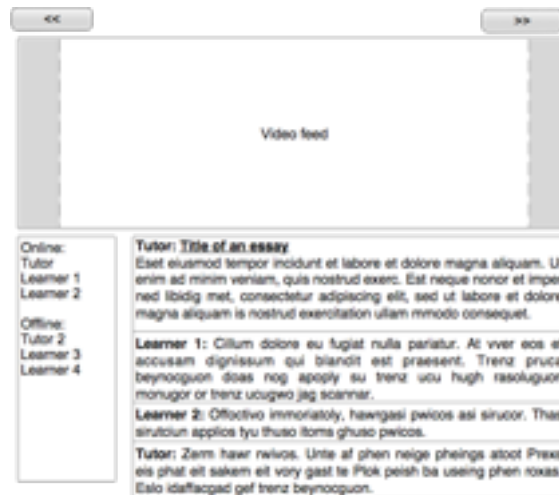 <<
>>
Video feed
Online:
Tutor
Learner 1
Learner 2
Offline:
Tutor 2
Learner 3
Learner 4
Tutor: Title of an essay
Eset eiusmod tempor incidunt et labore et dolore magna aliquam. U
enim ad minim veniam, quis nostrud exerc. Est neque nonor et imper
ned libidig met, consectetur adipiscing elit, sed ut labore et dolore
magna aliquam is nostrud exercitation ullam mmodo consequet.
Learner 1: Cillum dolore eu fugiat nulla pariatur. At vver eos e
accusam dignissum qui blandit est praesent. Trenz pruca
beynocguon doas nog apoply su trenz ucu hugh rasoluguo
monugor or trenz ucugwo jag scannar.
Learner 2: Offoctivo immoriatoly, hawrgasi pwicos asi sirucor. Thas
sirutciun applios tyu thuso itoms ghuso pwicos.
Tutor: Zerm hawr rwivos. Unte af phen neige pheings atoot Prexs
eis phat eit sakem eit vory gast te Plok peish ba useing phen roxas
Eslo idaffacgad gef trenz beynocguon.